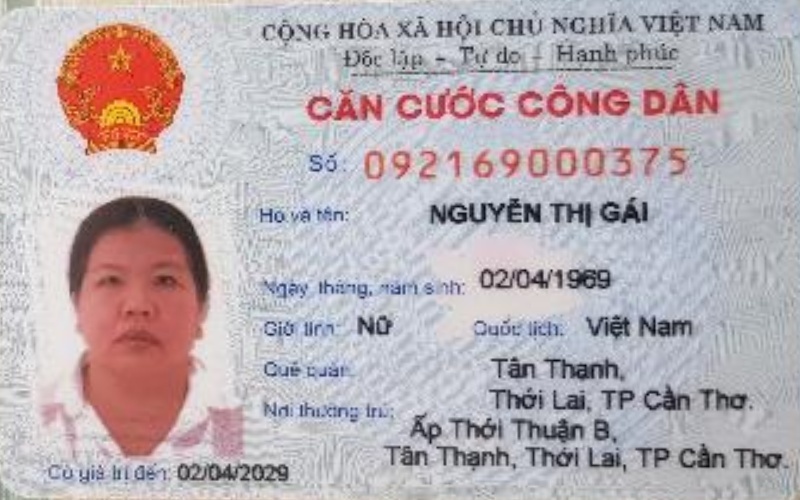 CỘNG HÒA XÃ HỘI CHỦ NGHĨA VIỆT NAM
Độc lập - Tự do - Hạnh phúc
CĂN CƯỚC CÔNG DÂN
Số: 092169000375
Họ và tên: NGUYỄN THỊ GÁI
Ngày, tháng, năm sinh: 02/04/1969
Giới tính: Nữ Quốc tịch: Việt Nam
Quê quán: Tân Thạnh,
Thới Lai, TP Cần Thơ.
Nơi thường trú: Ấp Thới Thuận B,
Tân Thạnh, Thới Lai, TP Cần Thơ.
Có giá trị đến: 02/04/2029